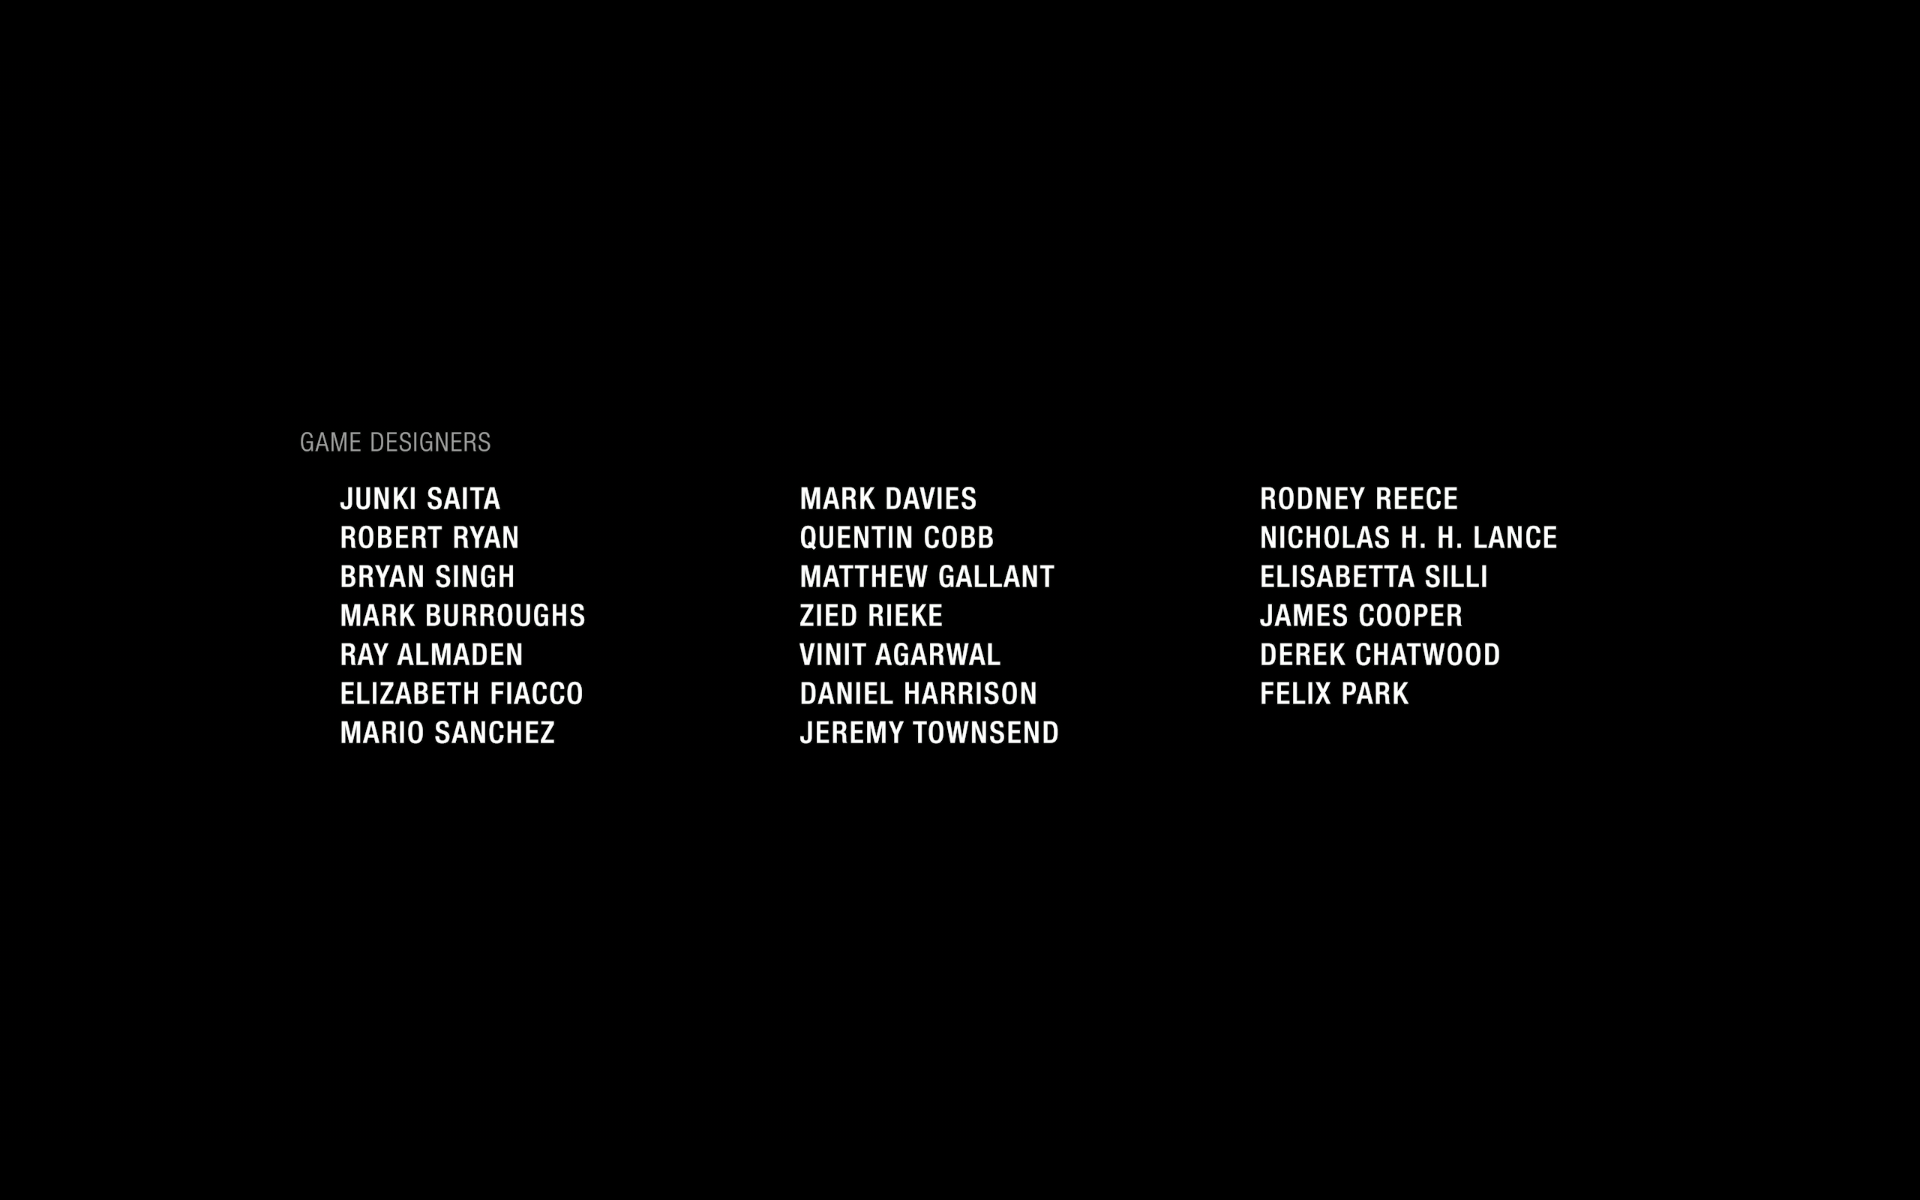 GAME DESIGNERS
JUNKI SAITA
ROBERT RYAN
BRYAN SINGH
MARK BURROUGHS
RAY ALMADEN
ELIZABETH FIACCO
MARIO SANCHEZ
MARK DAVIES
QUENTIN COBB
MATTHEW GALLANT
ZIED RIEKE
VINIT AGARWAL
DANIEL HARRISON
JEREMY TOWNSEND
RODNEY REECE
NICHOLAS H. H. LANCE
ELISABETTA SILLI
JAMES COOPER
DEREK CHATWOOD
FELIX PARK